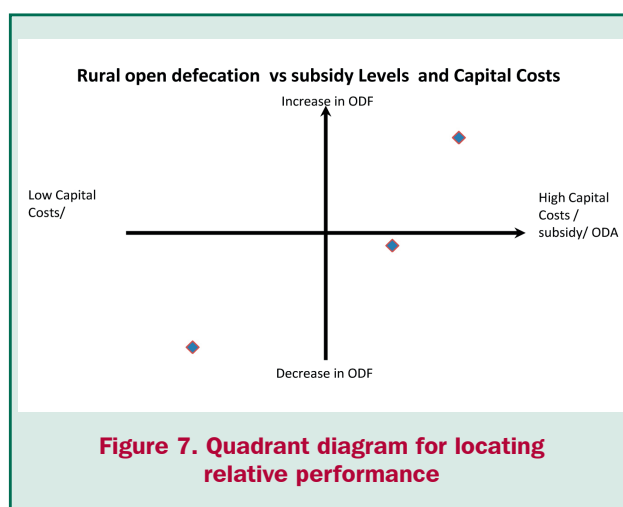 Rural open defecation  vs subsidy Levels  and Capital Costs
Increase in ODF
Low Capital
Costs/
High Capital
Costs /
subsidy/ ODA
Decrease in ODF
Figure 7. Quadrant diagram for locating
relative performance